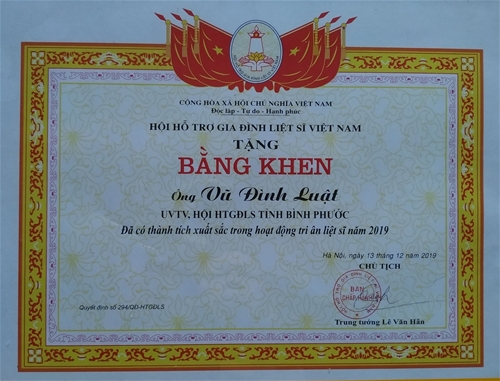 CỘNG HÒA XÃ HỘI CHỦ NGHĨA VIỆT NAM
Độc lập - Tự do - Hạnh phúc
HỘI HỖ TRỢ GIA ĐÌNH LIỆT SĨ VIỆT NAM
TẶNG
BẰNG KHEN
Ông Vũ Đình Luật
UVTV, HỘI HTGĐLS TỈNH BÌNH PHƯỚC
Đã có thành tích xuất sắc trong hoạt động tri ân liệt sĩ năm 2019
Hà Nội, ngày 13 tháng 12 năm 2019
CHỦ TỊCH
BAN
CHẤP HÀNH
Quyết định số 294/QĐ-HTGĐLS
Trung tướng Lê Văn Hân